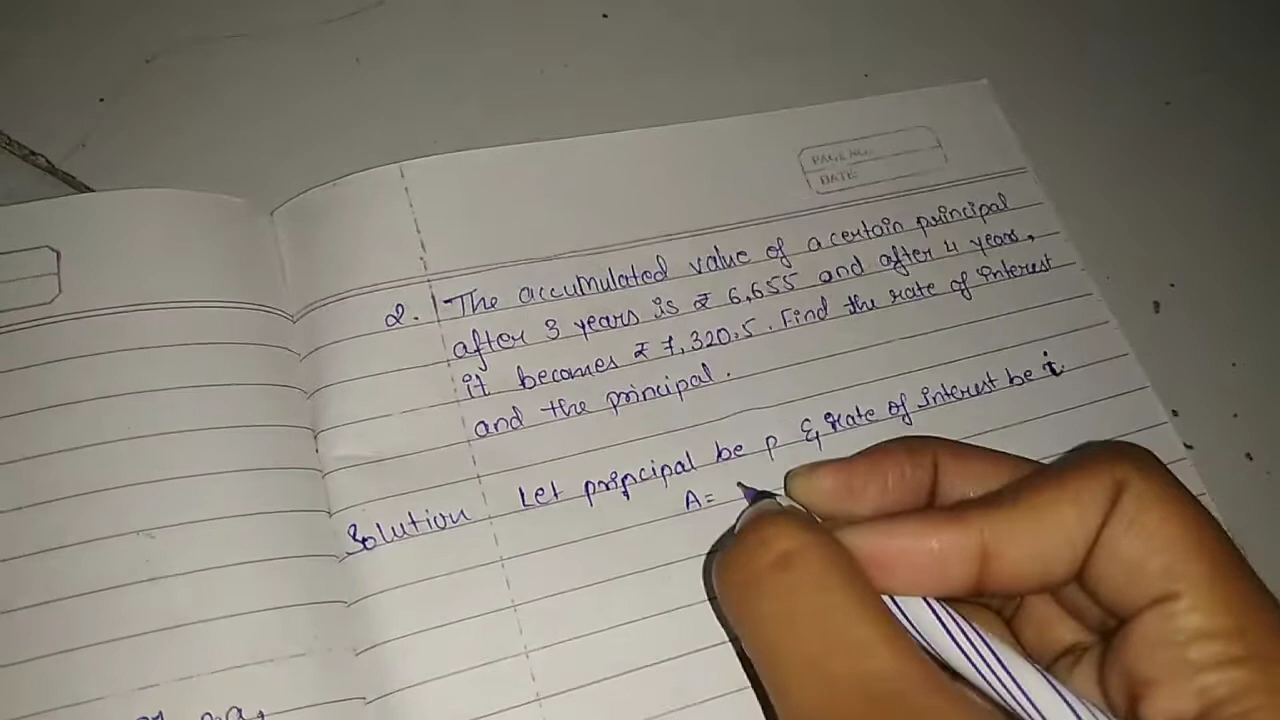 PAGE NO.
DATE:
2. The accumulated value of a certain principal
after 3 years is ₹ 6,655 and after 4 years,
it becomes ₹ 7,320.5. Find the rate of interest
and the principal.
Solution Let principal be p & rate of interest be i
A=